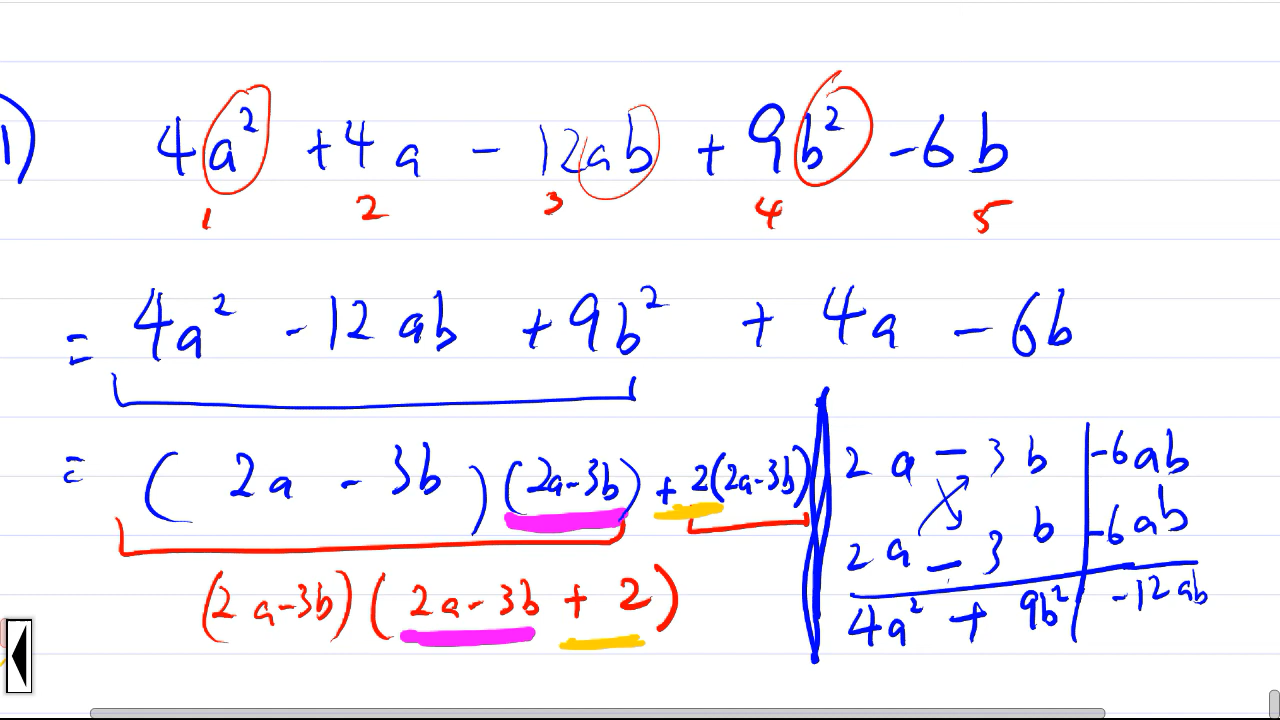 1) 4a² +4a - 12ab + 9b² -6b
1 2 3 4 5
= 4a² - 12ab + 9b² + 4a - 6b
= (2a - 3b)(2a-3b) + 2(2a-3b)
(2a-3b)(2a-3b + 2)
2a - 3b -6ab
2a - 3b -6ab
4a² + 9b² -12ab